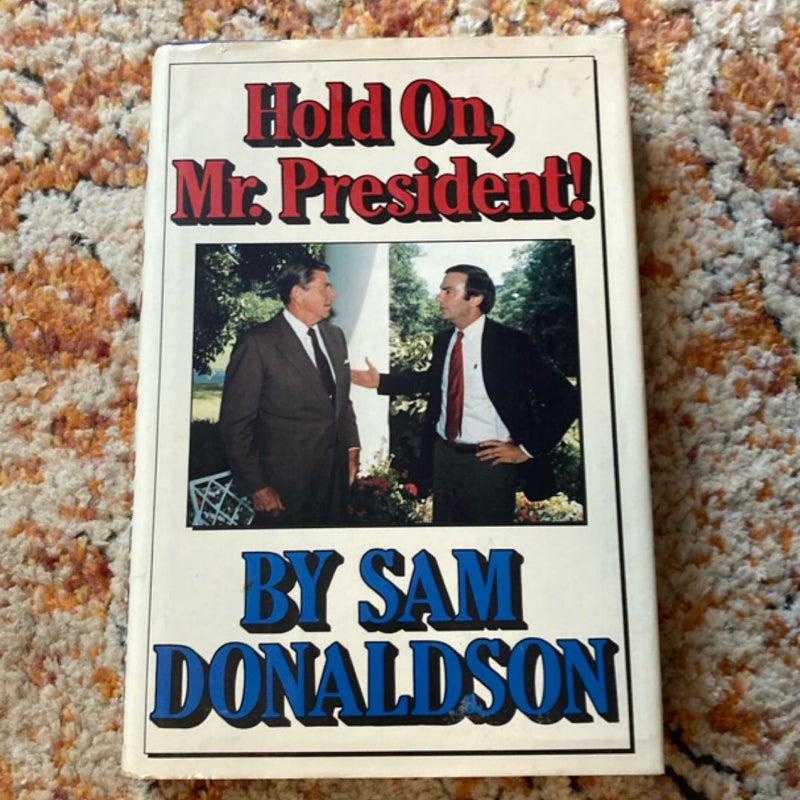 Hold On,
Mr. President!
BY SAM
DONALDSON